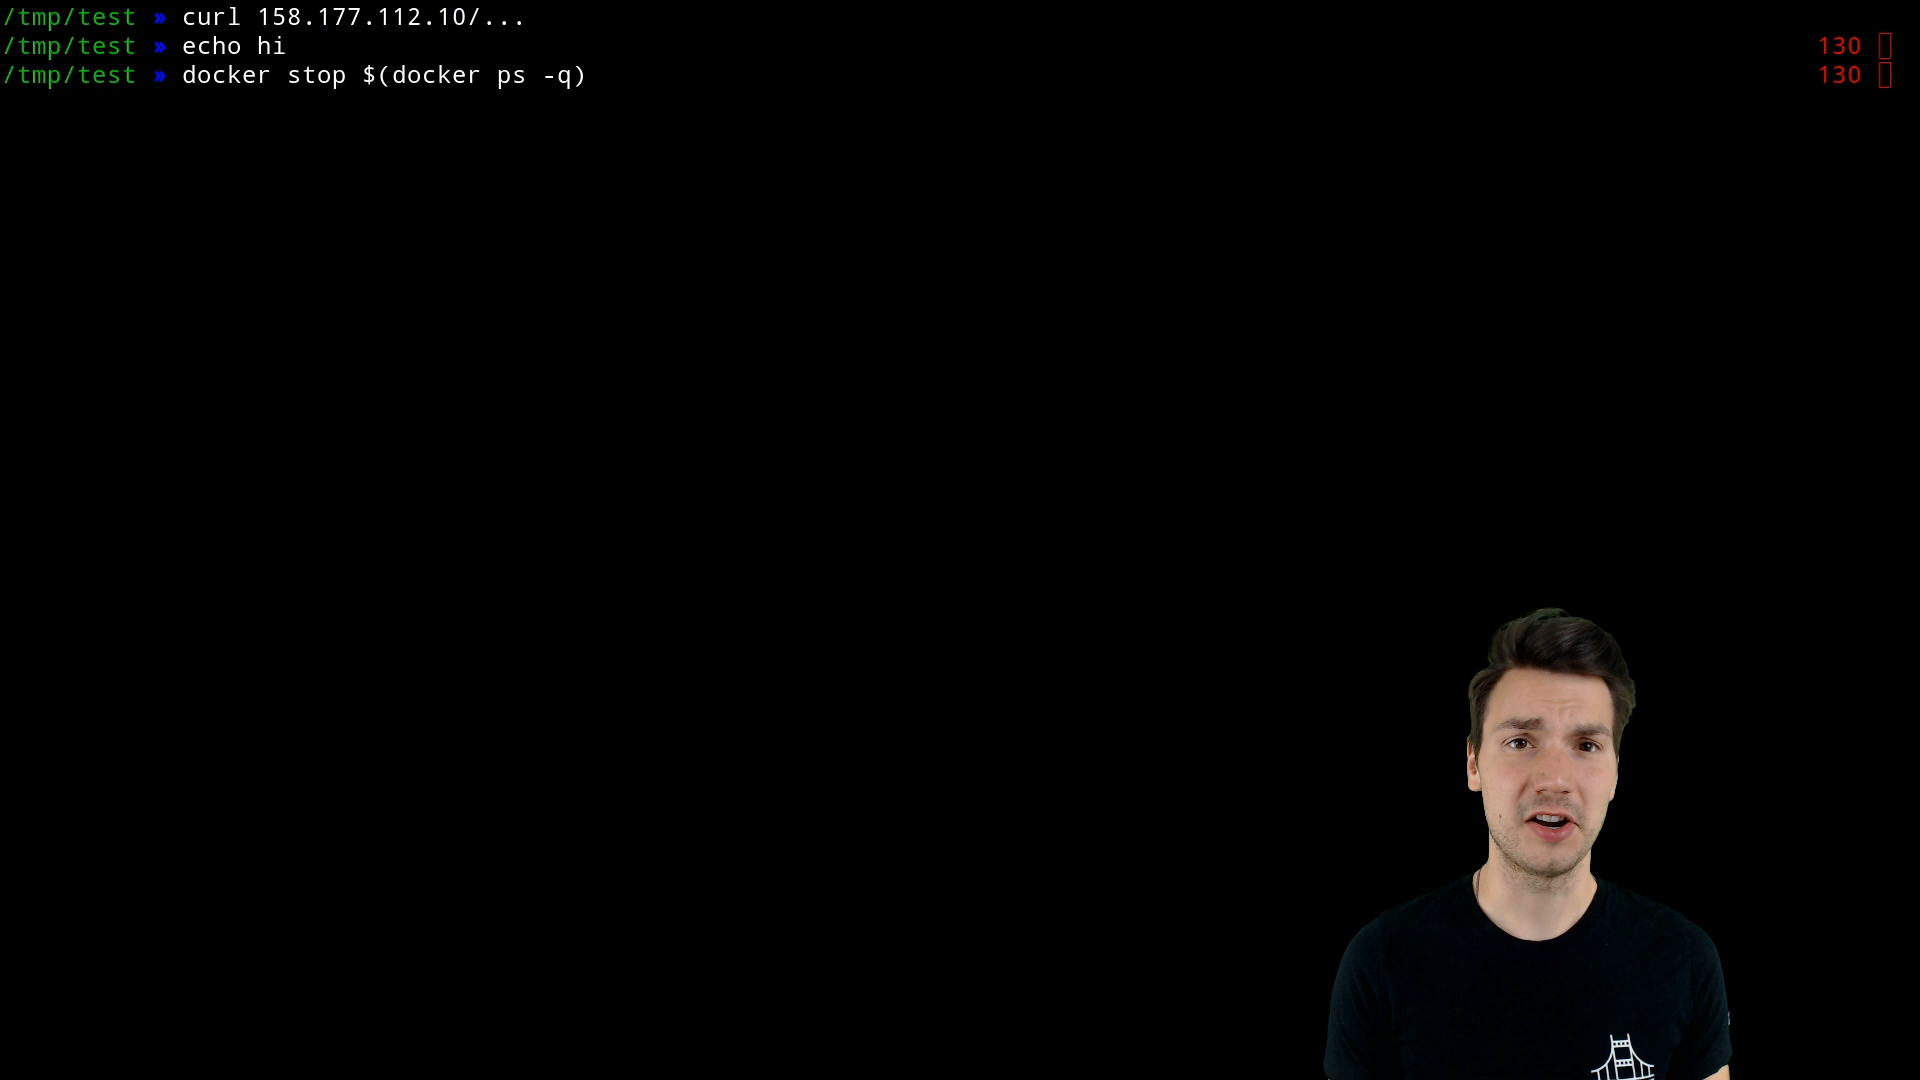 /tmp/test » curl 158.177.112.10/...
/tmp/test » echo hi 130
/tmp/test » docker stop $(docker ps -q) 130